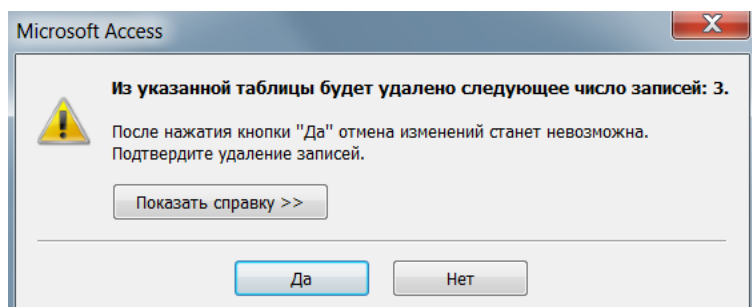 Microsoft Access
Из указанной таблицы будет удалено следующее число записей: 3.
После нажатия кнопки "Да" отмена изменений станет невозможна.
Подтвердите удаление записей.
Показать справку >>
Да Нет